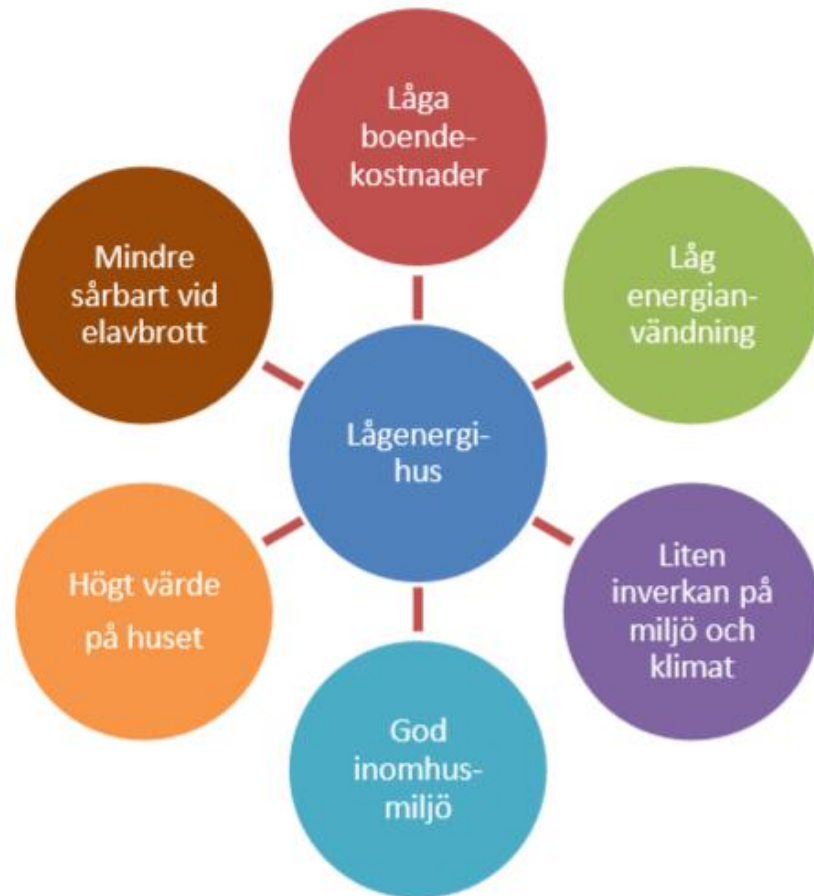 Låga
boende-
kostnader
Låg
energian-
vändning
Liten
inverkan på
miljö och
klimat
God
inomhus-
miljö
Högt värde
på huset
Mindre
sårbart vid
elavbrott
Lågenergi-
hus